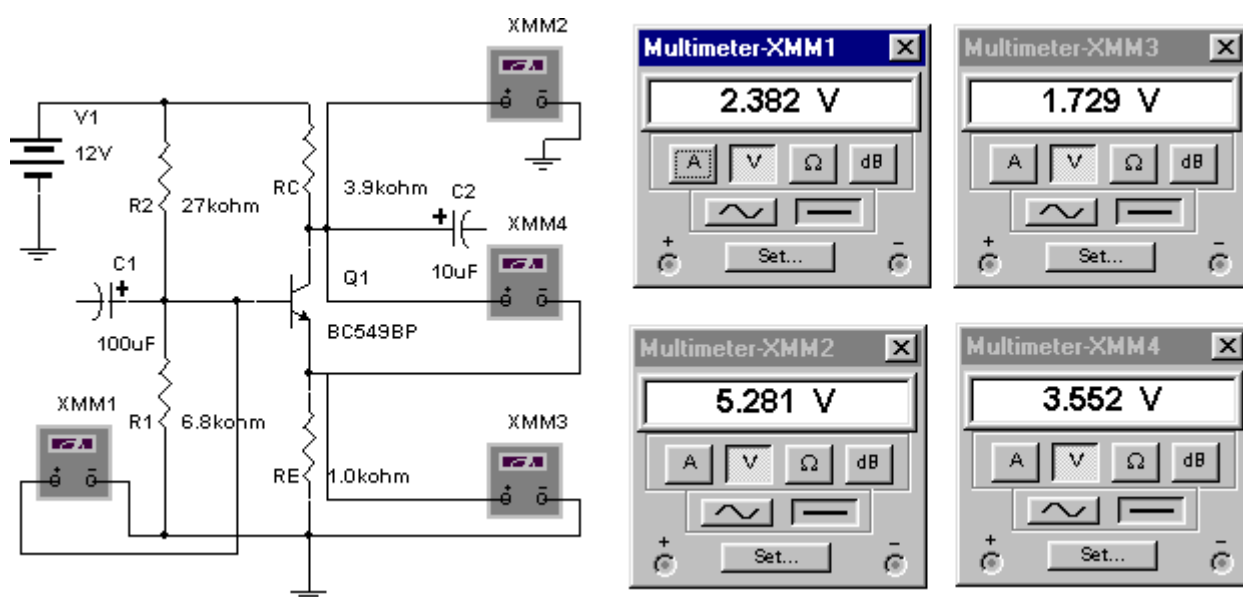 XMM2
V1
12V
R2 27kohm
RC 3.9kohm
C2
10uF
XMM4
C1
100uF
Q1
BC549BP
XMM1
R1 6.8kohm
RE 1.0kohm
XMM3
Multimeter-XMM1
2.382 V
A V Ω dB
+ Set... -
Multimeter-XMM3
1.729 V
A V Ω dB
+ Set... -
Multimeter-XMM2
5.281 V
A V Ω dB
+ Set... -
Multimeter-XMM4
3.552 V
A V Ω dB
+ Set... -